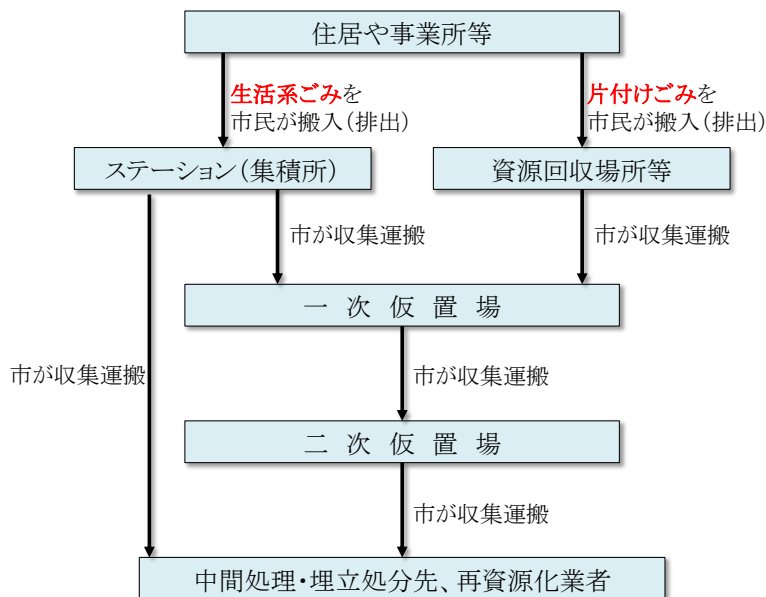 住居や事業所等
生活系ごみを
市民が搬入(排出)
片付けごみを
市民が搬入(排出)
ステーション(集積所)
資源回収場所等
市が収集運搬
市が収集運搬
一次仮置場
市が収集運搬
市が収集運搬
二次仮置場
市が収集運搬
中間処理・埋立処分先、再資源化業者